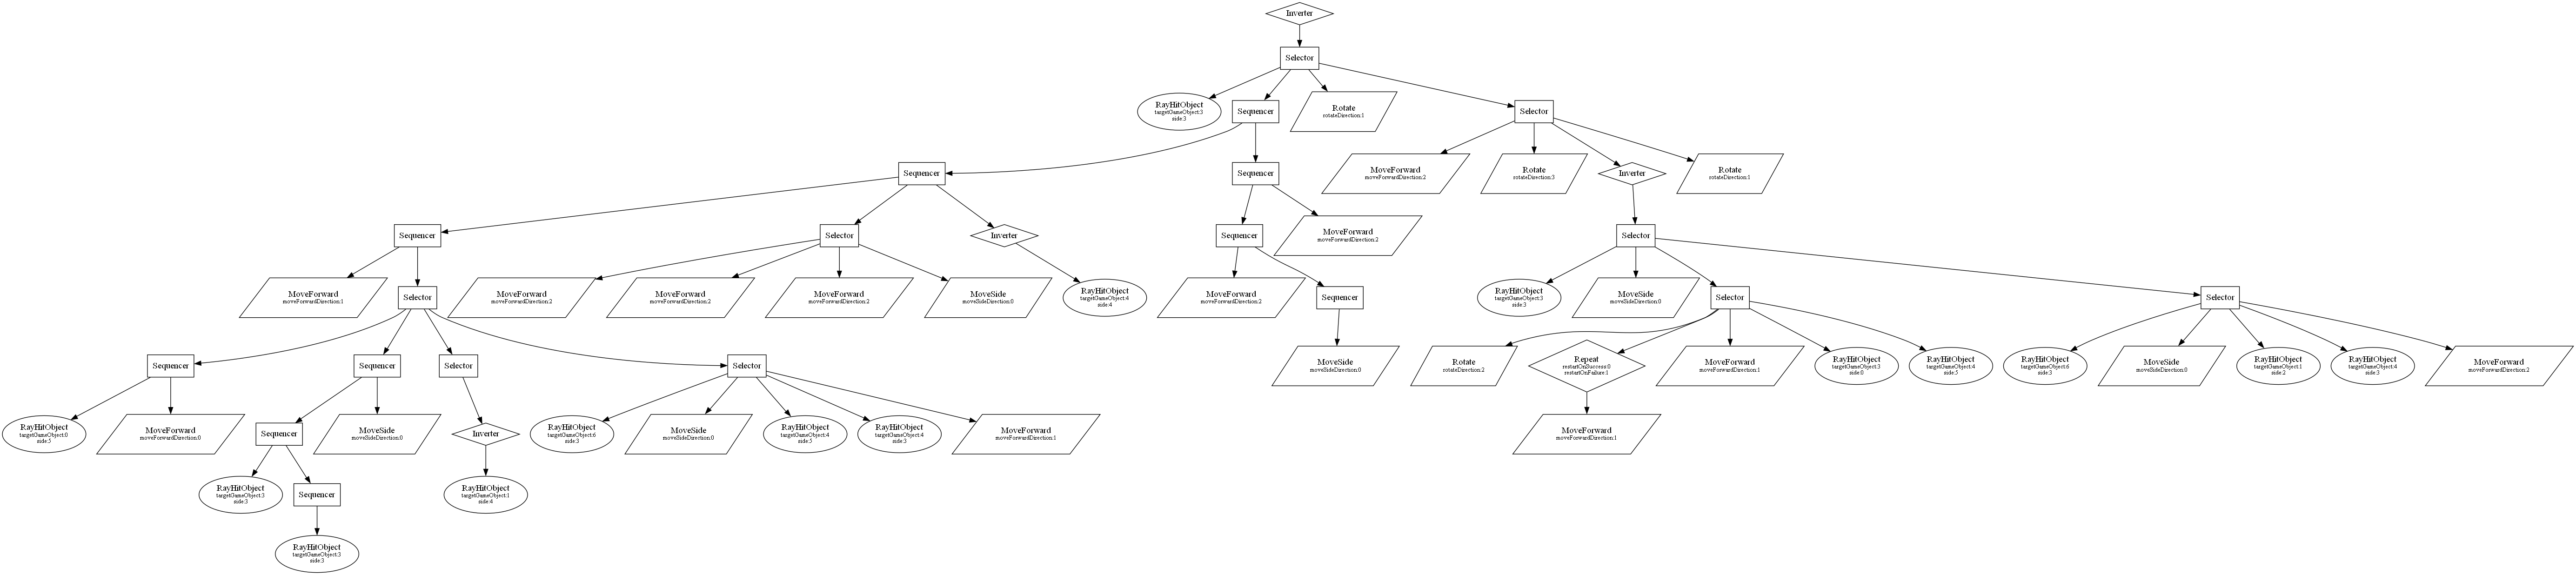 Inverter
Selector
RayHitObject
targetGameObject:3
side:3
Sequencer
Rotate
rotateDirection:1
Selector
Sequencer
Sequencer
MoveForward
moveForwardDirection:2
Rotate
rotateDirection:3
Inverter
Rotate
rotateDirection:1
Sequencer
Selector
Inverter
Sequencer
MoveForward
moveForwardDirection:2
Selector
MoveForward
moveForwardDirection:1
Selector
MoveForward
moveForwardDirection:2
MoveForward
moveForwardDirection:2
MoveForward
moveForwardDirection:2
MoveSide
moveSideDirection:0
RayHitObject
targetGameObject:4
side:4
MoveForward
moveForwardDirection:2
Sequencer
RayHitObject
targetGameObject:3
side:3
MoveSide
moveSideDirection:0
Selector
Selector
Sequencer
Sequencer
Selector
Selector
MoveSide
moveSideDirection:0
Rotate
rotateDirection:2
Repeat
restartOnSuccess:0
restartOnFailure:1
MoveForward
moveForwardDirection:1
RayHitObject
targetGameObject:3
side:0
RayHitObject
targetGameObject:4
side:5
RayHitObject
targetGameObject:6
side:3
MoveSide
moveSideDirection:0
RayHitObject
targetGameObject:1
side:2
RayHitObject
targetGameObject:4
side:3
MoveForward
moveForwardDirection:2
RayHitObject
targetGameObject:0
side:5
MoveForward
moveForwardDirection:0
Sequencer
MoveSide
moveSideDirection:0
Inverter
RayHitObject
targetGameObject:6
side:3
MoveSide
moveSideDirection:0
RayHitObject
targetGameObject:4
side:5
RayHitObject
targetGameObject:4
side:3
MoveForward
moveForwardDirection:1
MoveForward
moveForwardDirection:1
RayHitObject
targetGameObject:3
side:3
Sequencer
RayHitObject
targetGameObject:1
side:4
RayHitObject
targetGameObject:3
side:3